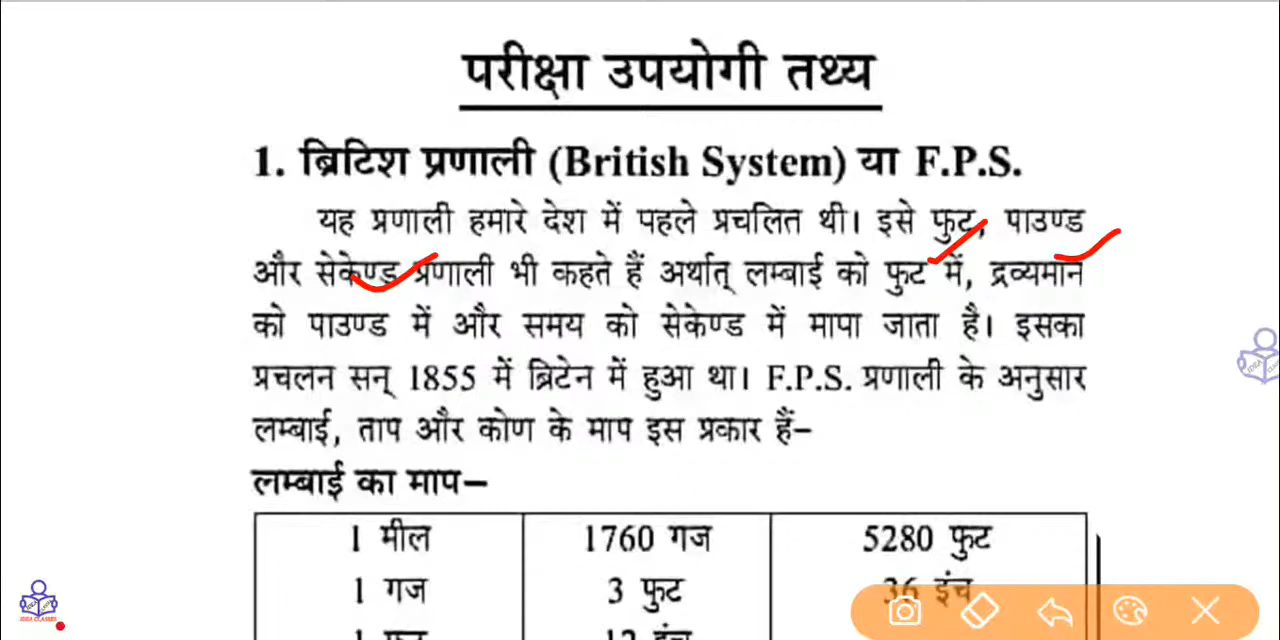 परीक्षा उपयोगी तथ्य
1. ब्रिटिश प्रणाली (British System) या F.P.S.
यह प्रणाली हमारे देश में पहले प्रचलित थी। इसे फुट, पाउण्ड
और सेकेण्ड प्रणाली भी कहते हैं अर्थात् लम्बाई को फुट में, द्रव्यमान
को पाउण्ड में और समय को सेकेण्ड में मापा जाता है। इसका
प्रचलन सन् 1855 में ब्रिटेन में हुआ था। F.P.S. प्रणाली के अनुसार
लम्बाई, ताप और कोण के माप इस प्रकार हैं–
लम्बाई का माप–
1 मील 1760 गज 5280 फुट
1 गज 3 फुट 36 इंच
IDEA CLASSES